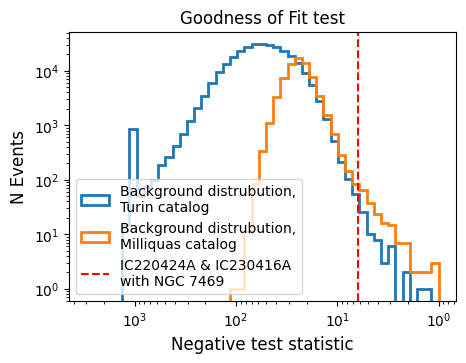 Goodness of Fit test
N Events
10⁴
10³
10²
10¹
10⁰
Background distrubution,
Turin catalog
Background distrubution,
Milliquas catalog
IC220424A & IC230416A
with NGC 7469
10³ 10² 10¹ 10⁰
Negative test statistic